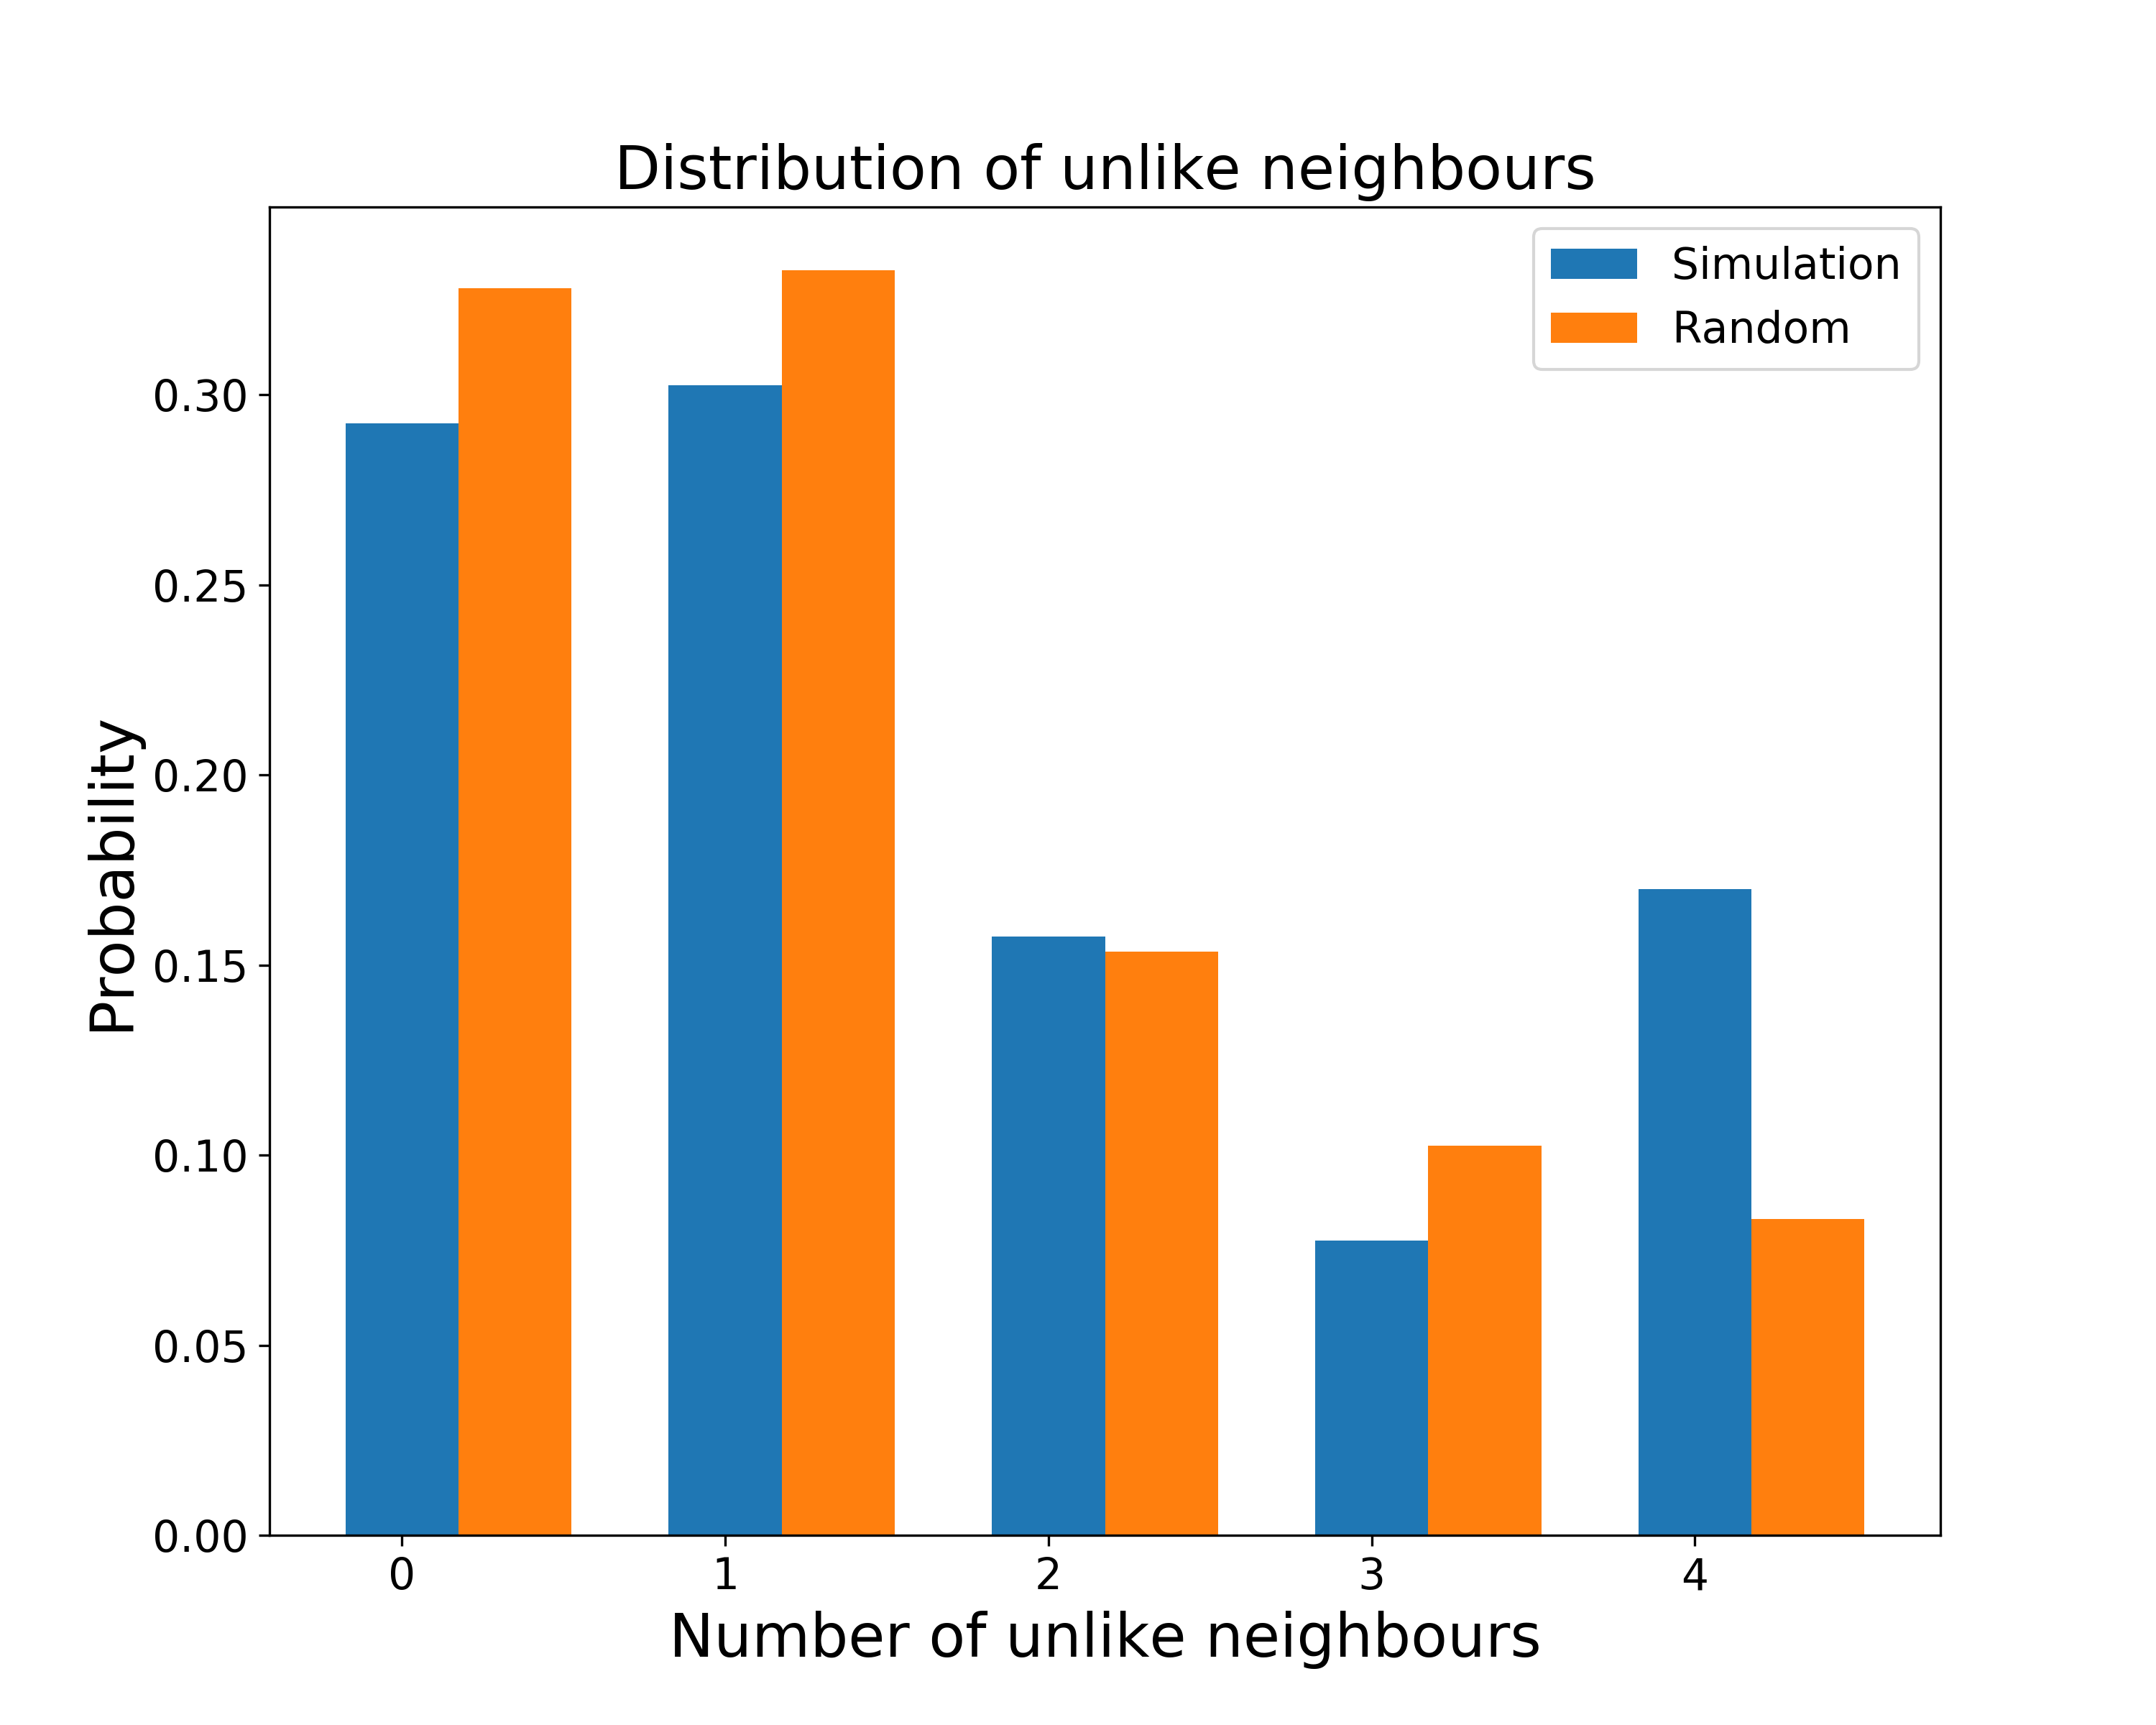 Distribution of unlike neighbours
Simulation
Random
0.30
0.25
0.20
0.15
0.10
0.05
0.00
Probability
0 1 2 3 4
Number of unlike neighbours